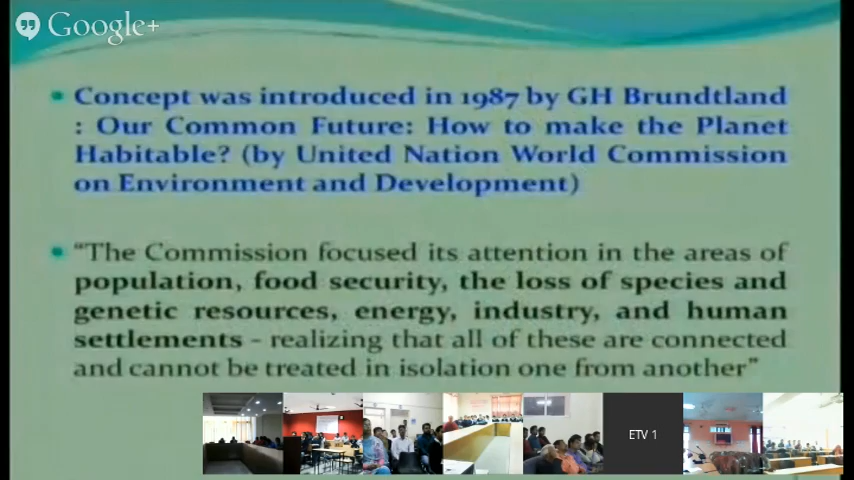 Google+
Concept was introduced in 1987 by GH Brundtland
: Our Common Future: How to make the Planet
Habitable? (by United Nation World Commission
on Environment and Development)
"The Commission focused its attention in the areas of
population, food security, the loss of species and
genetic resources, energy, industry, and human
settlements - realizing that all of these are connected
and cannot be treated in isolation one from another"
ETV 1